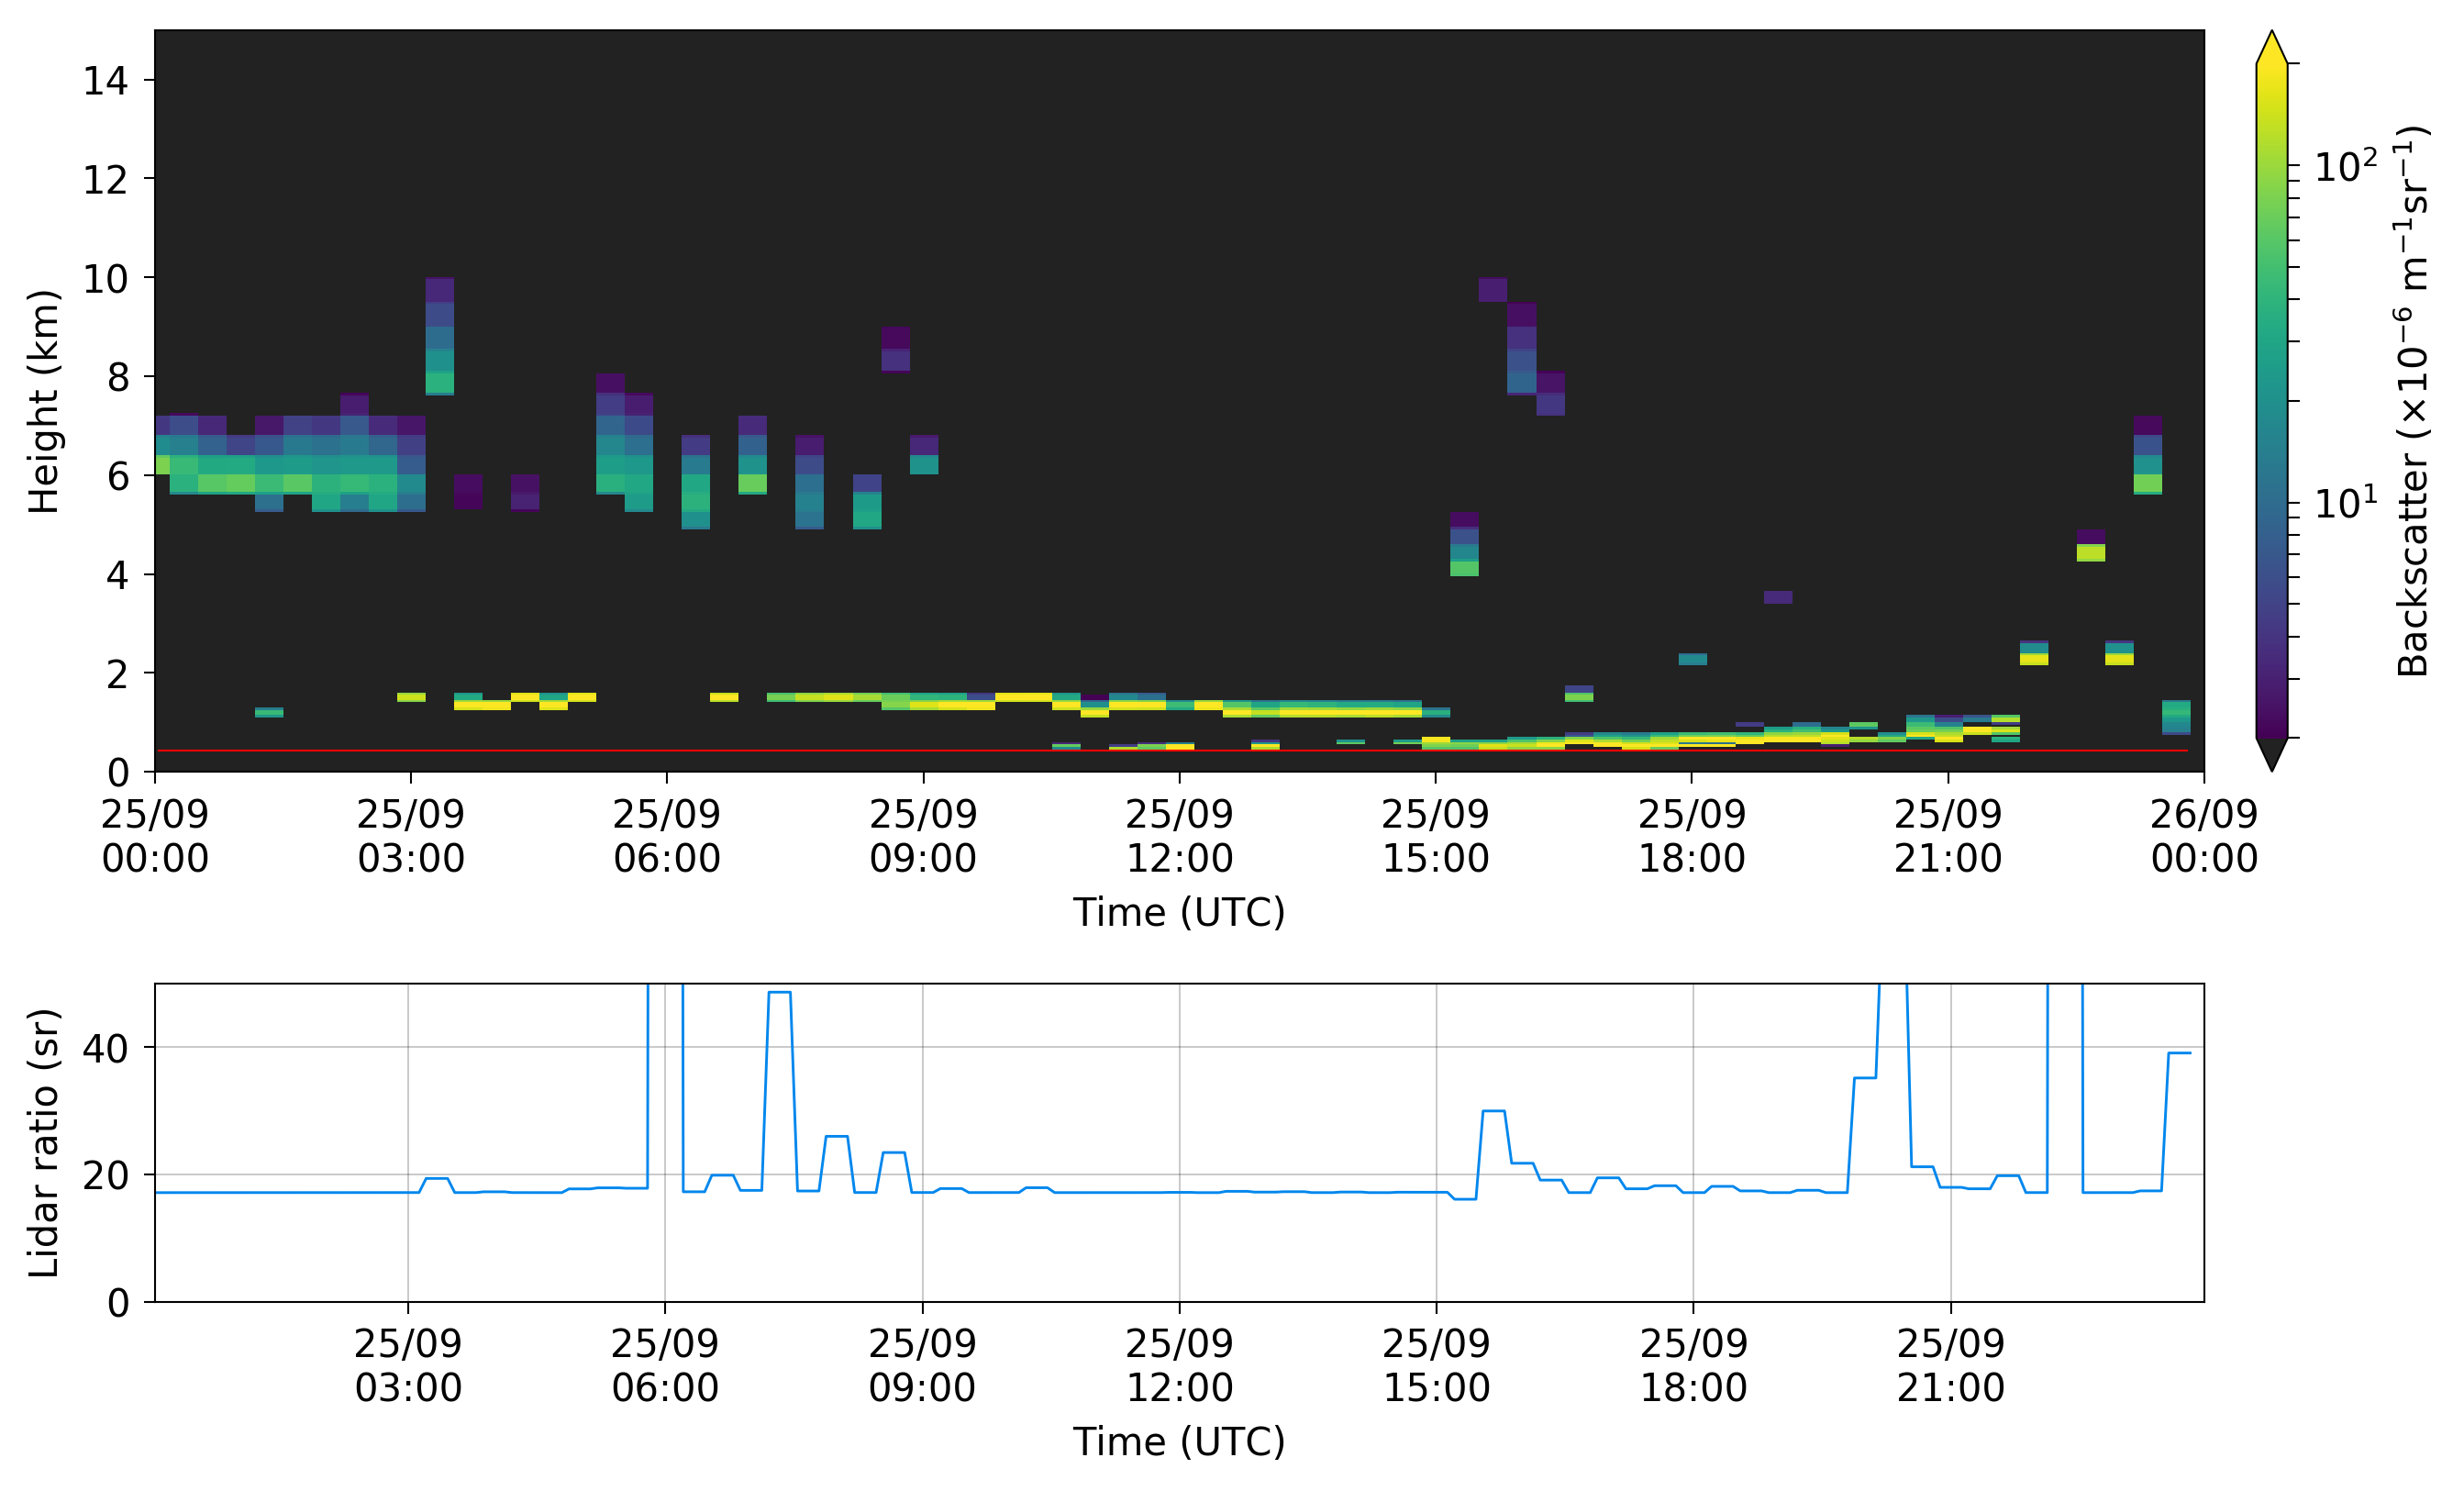 14
12
10
8
6
4
2
0
Height (km)
25/09 25/09 25/09 25/09 25/09 25/09 25/09 25/09 26/09
00:00 03:00 06:00 09:00 12:00 15:00 18:00 21:00 00:00
Time (UTC)
10²
10¹
Backscatter (×10⁻⁶ m⁻¹sr⁻¹)
40
20
0
Lidar ratio (sr)
25/09 25/09 25/09 25/09 25/09 25/09 25/09
03:00 06:00 09:00 12:00 15:00 18:00 21:00
Time (UTC)